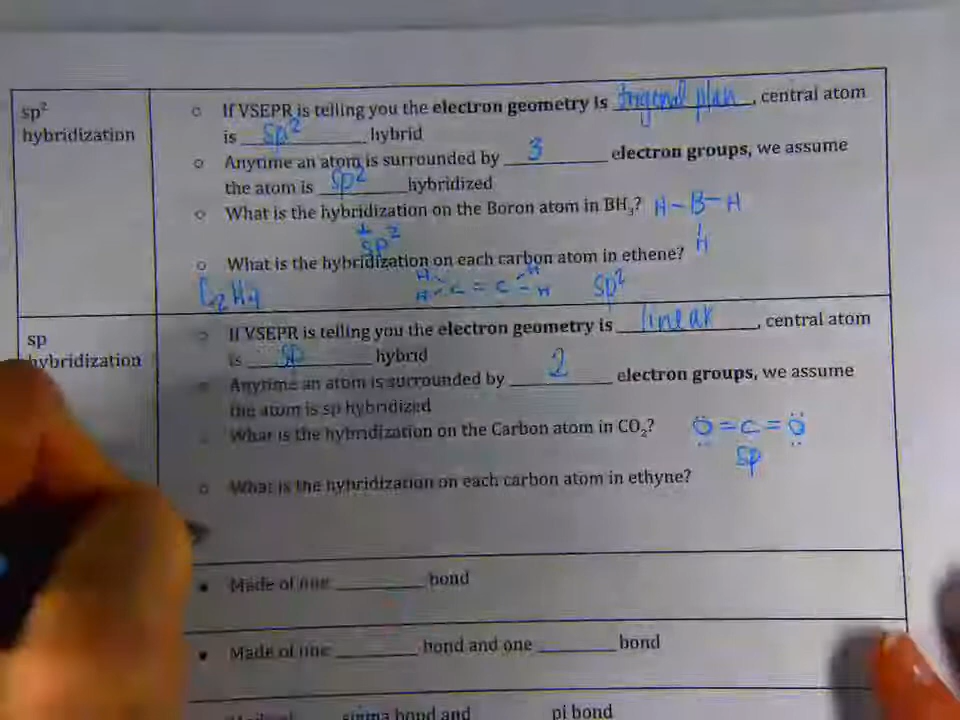 sp²
hybridization
If VSEPR is telling you the electron geometry is trigonal plan, central atom
is sp² hybrid
Anytime an atom is surrounded by 3 electron groups, we assume
the atom is sp² hybridized
What is the hybridization on the Boron atom in BH₃? H-B-H
H
sp²
What is the hybridization on each carbon atom in ethene?
C₂H₄
H H
H C = C H sp²
sp
hybridization
If VSEPR is telling you the electron geometry is linear, central atom
is sp hybrid
Anytime an atom is surrounded by 2 electron groups, we assume
the atom is sp hybridized
What is the hybridization on the Carbon atom in CO₂? O=C=O
sp
What is the hybridization on each carbon atom in ethyne?
Made of one ________ bond
Made of one ________ bond and one ________ bond
sigma bond and ________ pi bond